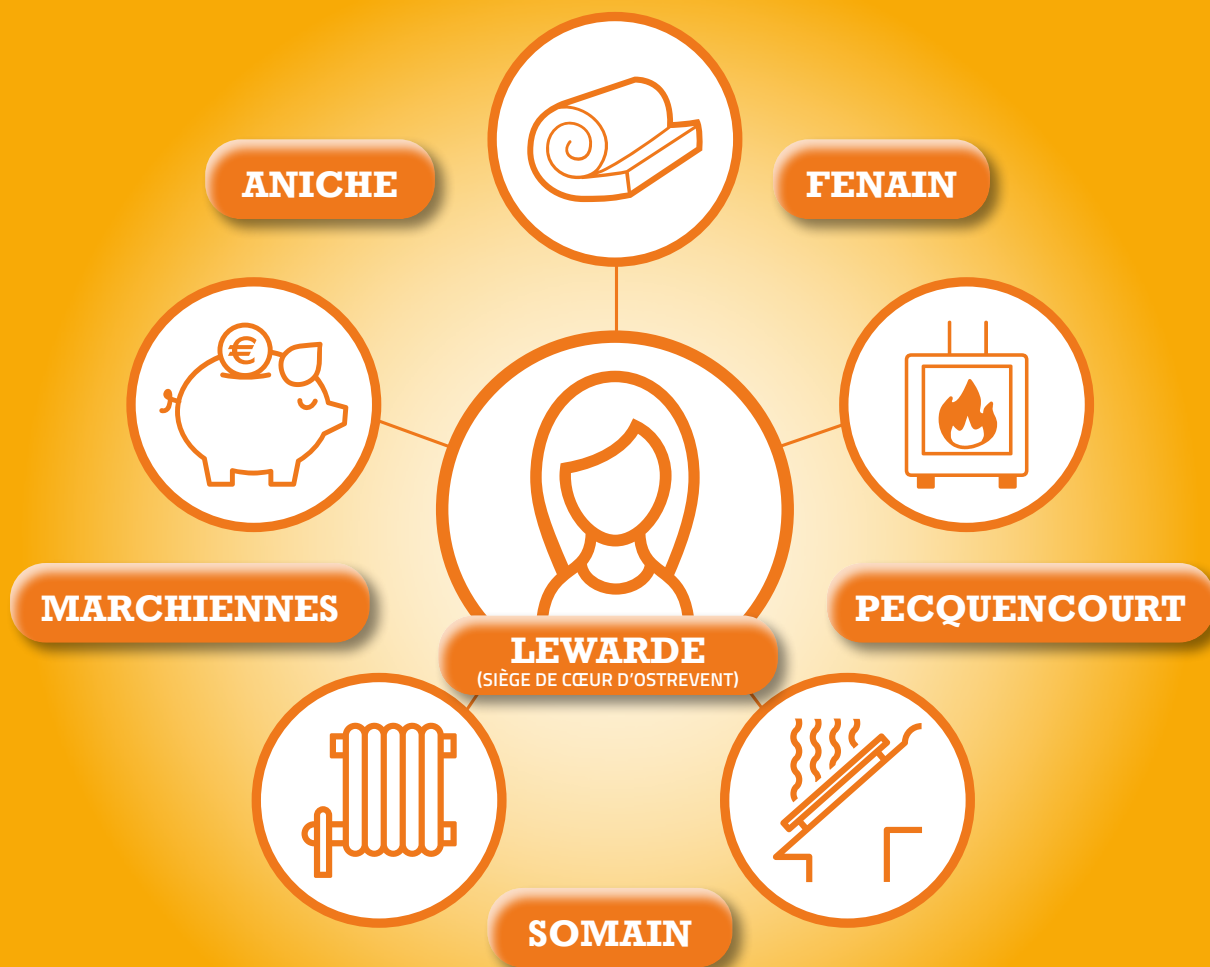 ANICHE
FENAIN
€
MARCHIENNES
PECQUENCOURT
LEWARDE
(SIÈGE DE CŒUR D'OSTREVENT)
SOMAIN